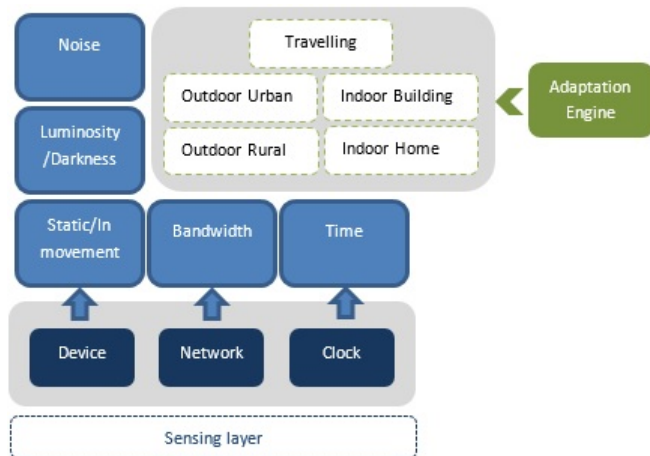 Noise
Travelling
Outdoor Urban
Indoor Building
Adaptation
Engine
Luminosity
/Darkness
Outdoor Rural
Indoor Home
Static/In
movement
Bandwidth
Time
Device
Network
Clock
Sensing layer